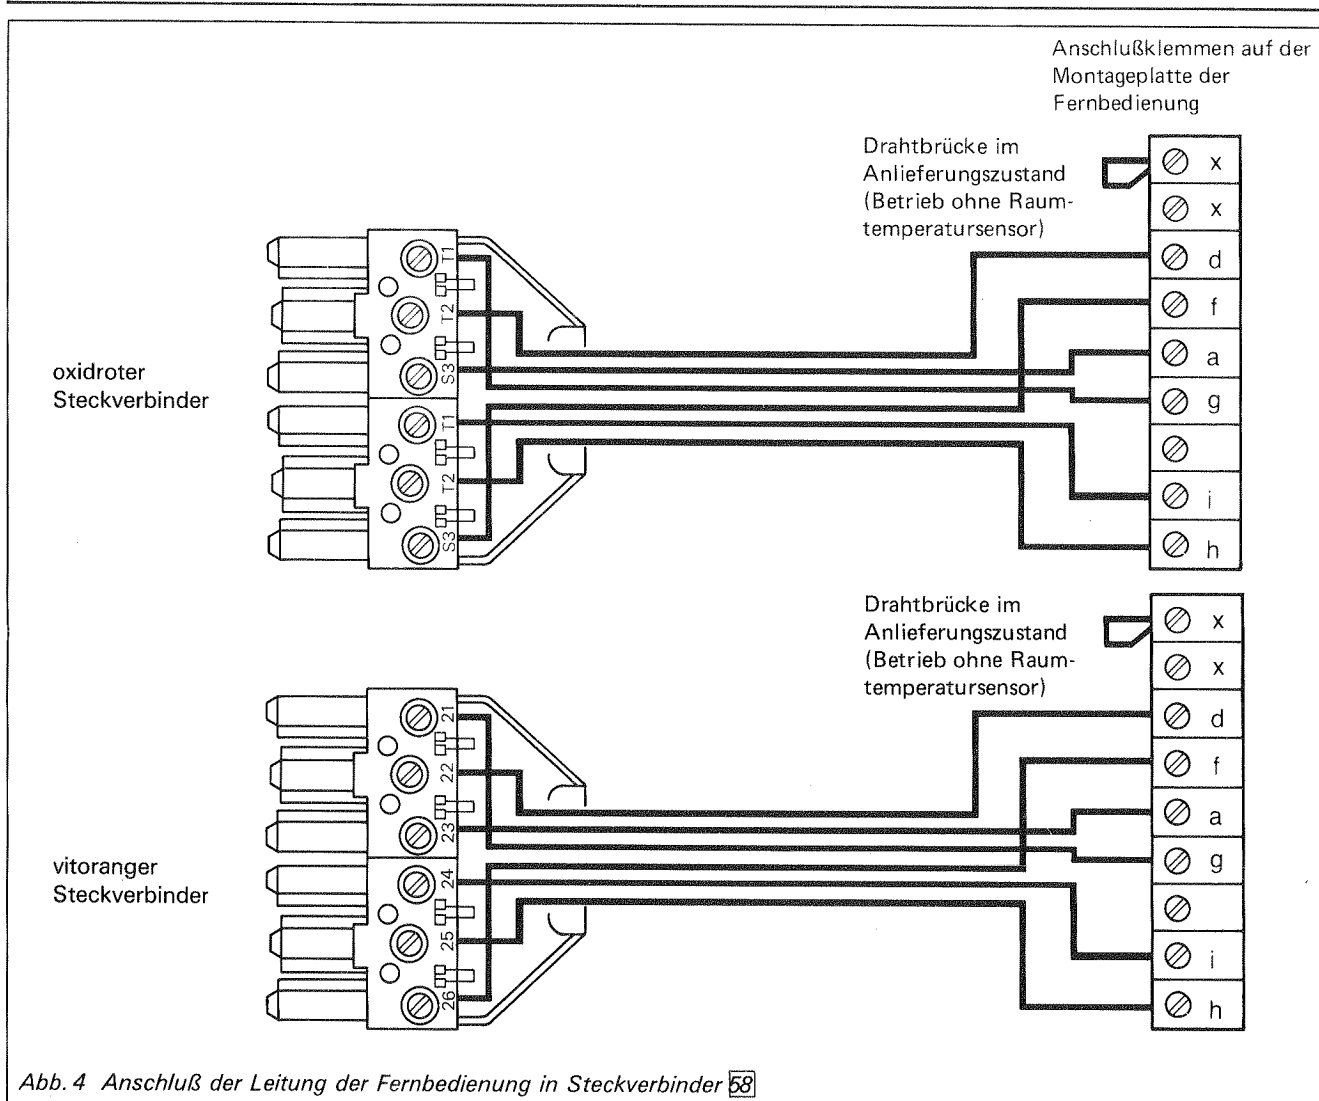 Anschlußklemmen auf der
Montageplatte der
Fernbedienung
Drahtbrücke im
Anlieferungszustand
(Betrieb ohne Raum-
temperatursensor)
x
x
d
f
a
g
i
h
oxidroter
Steckverbinder
T1
T2
S3
T1
T2
S3
Drahtbrücke im
Anlieferungszustand
(Betrieb ohne Raum-
temperatursensor)
x
x
d
f
a
g
i
h
vitoranger
Steckverbinder
21
22
23
24
25
26
Abb. 4 Anschluß der Leitung der Fernbedienung in Steckverbinder 58